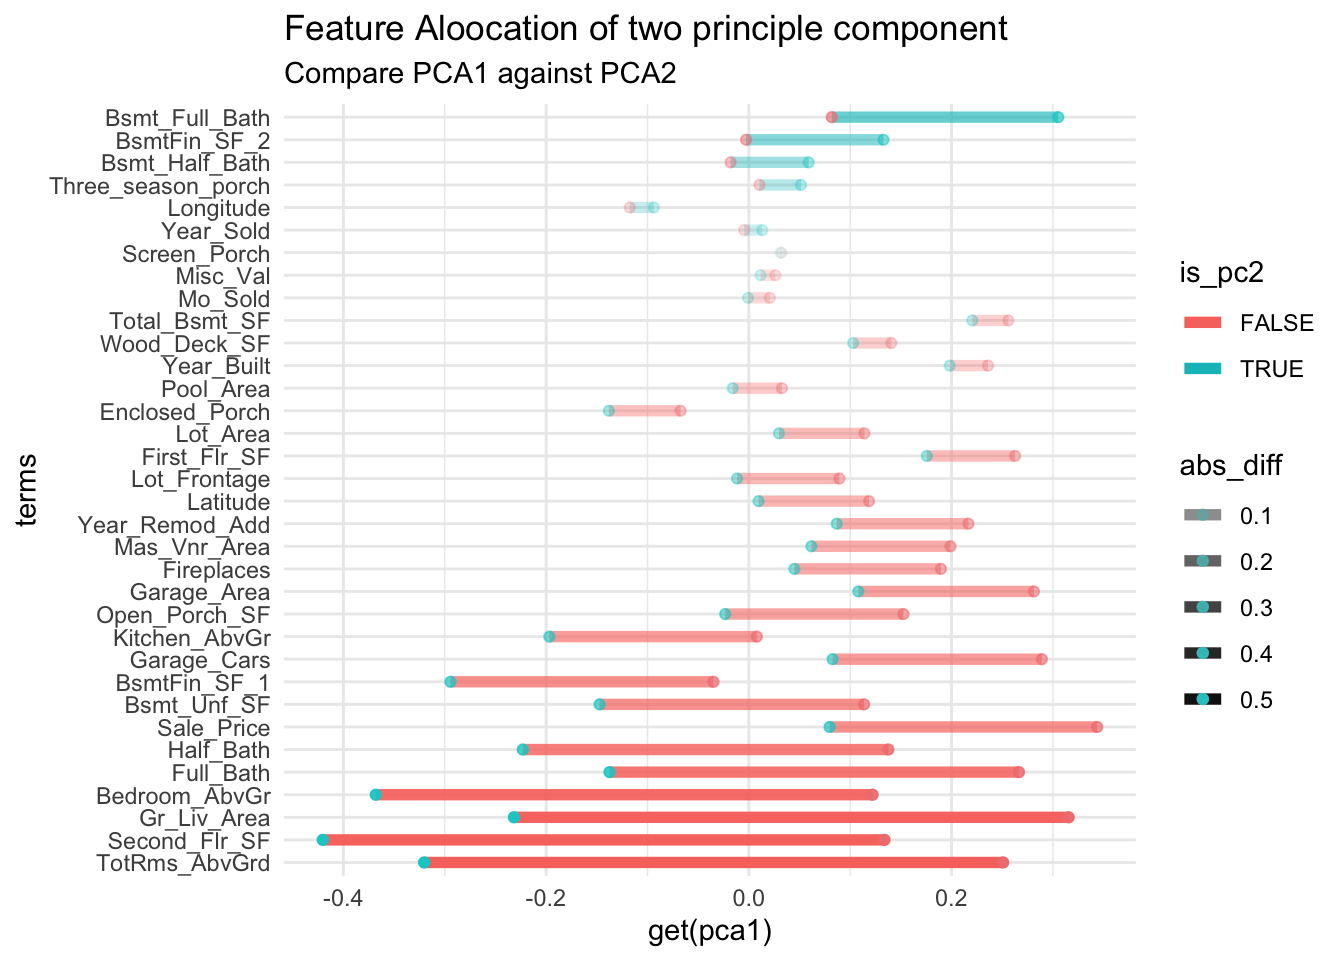 Feature Aloocation of two principle component
Compare PCA1 against PCA2
terms
Bsmt_Full_Bath
BsmtFin_SF_2
Bsmt_Half_Bath
Three_season_porch
Longitude
Year_Sold
Screen_Porch
Misc_Val
Mo_Sold
Total_Bsmt_SF
Wood_Deck_SF
Year_Built
Pool_Area
Enclosed_Porch
Lot_Area
First_Flr_SF
Lot_Frontage
Latitude
Year_Remod_Add
Mas_Vnr_Area
Fireplaces
Garage_Area
Open_Porch_SF
Kitchen_AbvGr
Garage_Cars
BsmtFin_SF_1
Bsmt_Unf_SF
Sale_Price
Half_Bath
Full_Bath
Bedroom_AbvGr
Gr_Liv_Area
Second_Flr_SF
TotRms_AbvGrd
-0.4 -0.2 0.0 0.2
get(pca1)
is_pc2
FALSE
TRUE
abs_diff
0.1
0.2
0.3
0.4
0.5